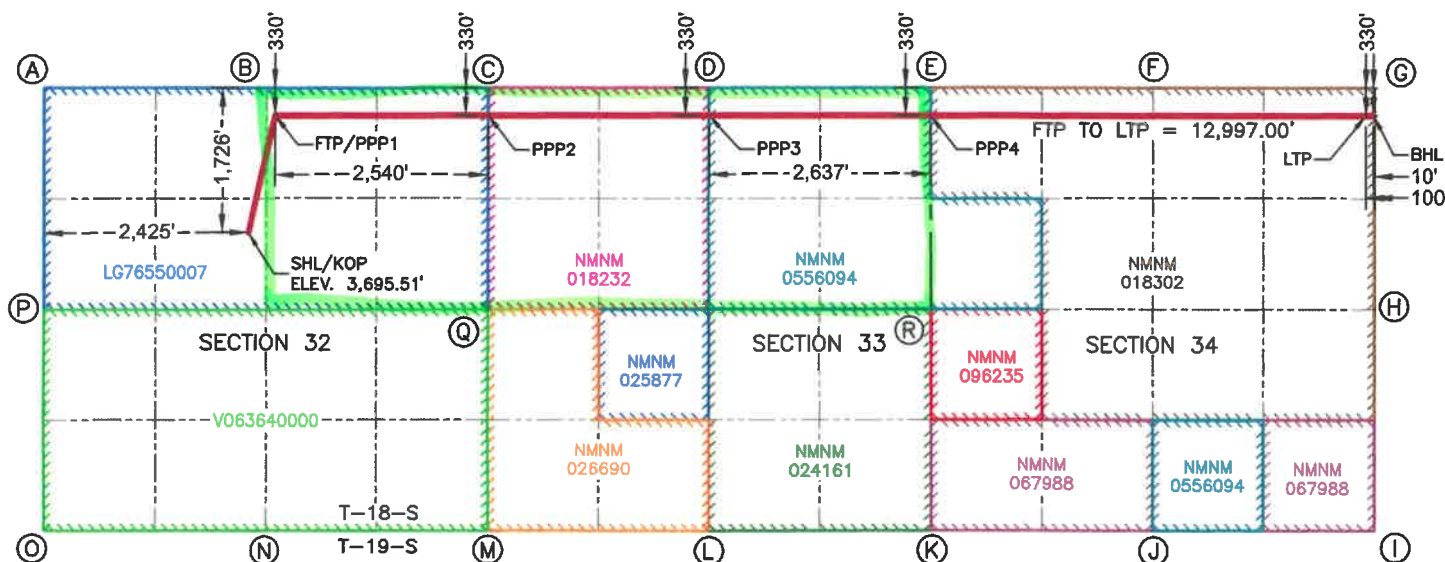 330'
330'
330'
330'
330'
A
B
C
D
E
F
G
1,726'
FTP/PPP1
PPP2
PPP3
PPP4
FTP TO LTP = 12,997.00'
LTP
BHL
10'
100
2,540'
2,637'
2,425'
SHL/KOP
ELEV. 3,695.51'
LG76550007
NMNM
018232
NMNM
0556094
NMNM
018302
P
Q
R
H
SECTION 32
SECTION 33
SECTION 34
NMNM
025877
NMNM
096235
V063640000
NMNM
026690
NMNM
024161
NMNM
067988
NMNM
0556094
NMNM
067988
T-18-S
T-19-S
O
N
M
L
K
J
I